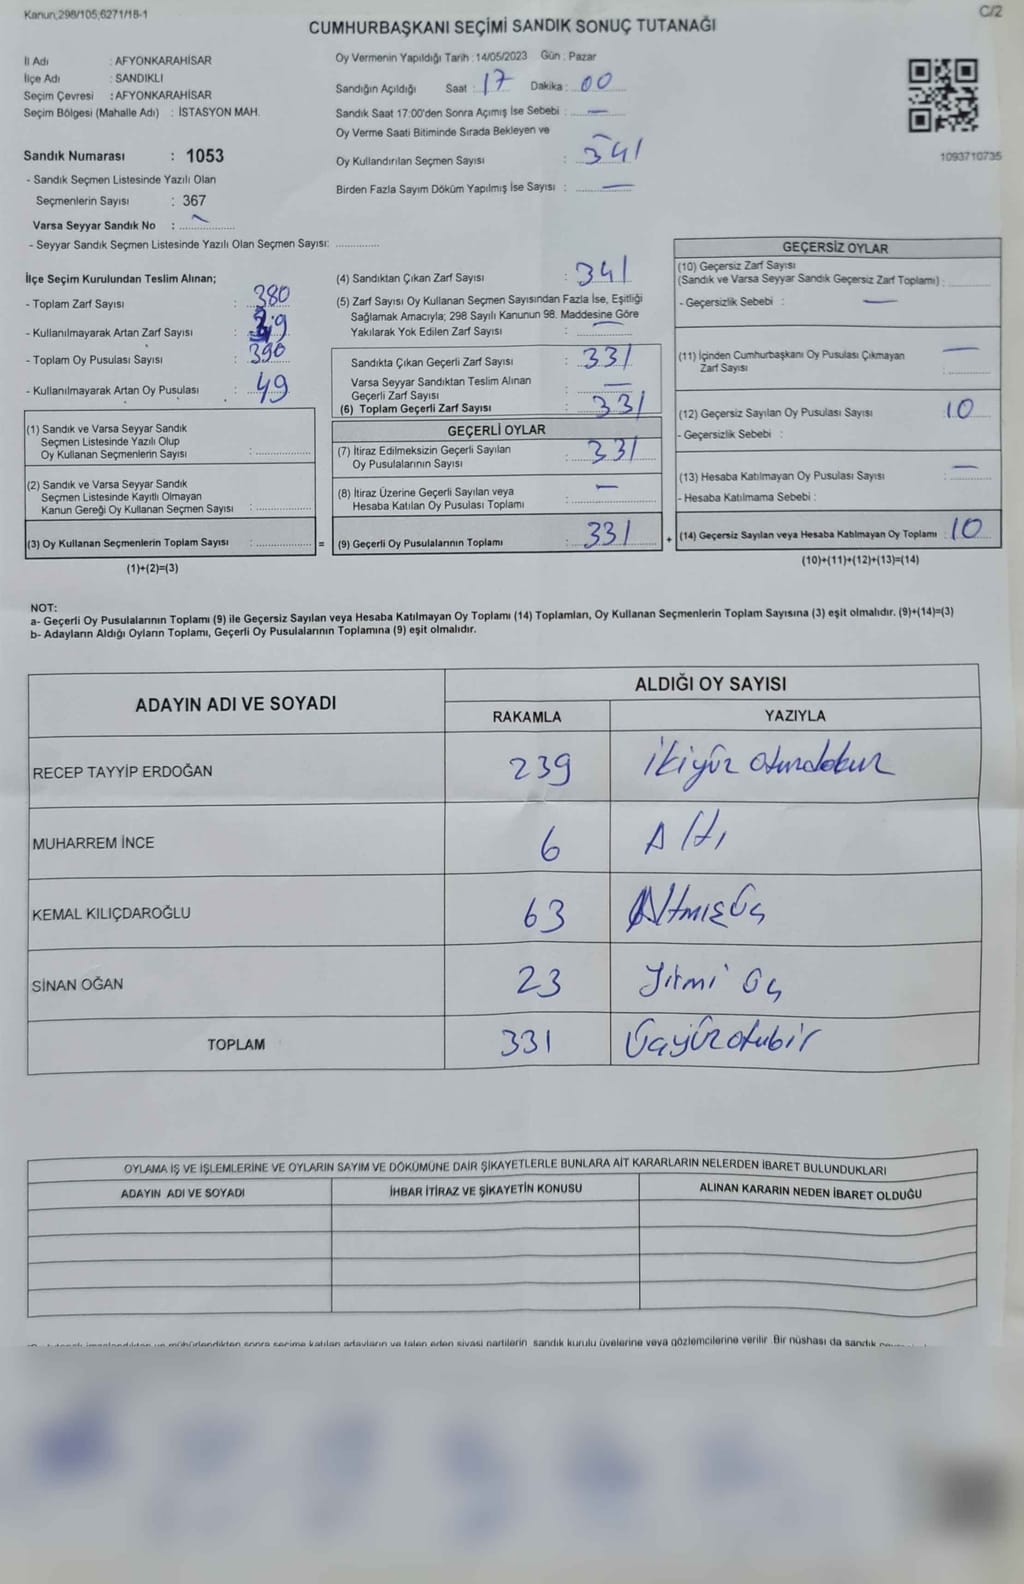 Kanun,298/105,6271/18-1
C/2
CUMHURBAŞKANI SEÇİMİ SANDIK SONUÇ TUTANAĞI
İl Adı : AFYONKARAHİSAR
İlçe Adı : SANDIKLI
Seçim Çevresi : AFYONKARAHİSAR
Seçim Bölgesi (Mahalle Adı) : İSTASYON MAH.
Sandık Numarası : 1053
- Sandık Seçmen Listesinde Yazılı Olan
Seçmenlerin Sayısı : 367
Varsa Seyyar Sandık No : -
- Seyyar Sandık Seçmen Listesinde Yazılı Olan Seçmen Sayısı: ..............
Oy Vermenin Yapıldığı Tarih : 14/05/2023 Gün : Pazar
Sandığın Açıldığı Saat : 17 Dakika : 00
Sandık Saat 17:00'den Sonra Açımış İse Sebebi : —
Oy Verme Saati Bitiminde Sırada Bekleyen ve
Oy Kullandırılan Seçmen Sayısı : 341
Birden Fazla Sayım Döküm Yapılmış İse Sayısı : —
1093710735
İlçe Seçim Kurulundan Teslim Alınan;
- Toplam Zarf Sayısı : 380
- Kullanılmayarak Artan Zarf Sayısı : 39
- Toplam Oy Pusulası Sayısı : 390
- Kullanılmayarak Artan Oy Pusulası : 49
(1) Sandık ve Varsa Seyyar Sandık
Seçmen Listesinde Yazılı Olup
Oy Kullanan Seçmenlerin Sayısı : ..............
(2) Sandık ve Varsa Seyyar Sandık
Seçmen Listesinde Kayıtlı Olmayan
Kanun Gereği Oy Kullanan Seçmen Sayısı : ..............
(3) Oy Kullanan Seçmenlerin Toplam Sayısı : .............. =
(1)+(2)=(3)
(4) Sandıktan Çıkan Zarf Sayısı : 341
(5) Zarf Sayısı Oy Kullanan Seçmen Sayısından Fazla İse, Eşitliği
Sağlamak Amacıyla; 298 Sayılı Kanunun 98. Maddesine Göre
Yakılarak Yok Edilen Zarf Sayısı : —
Sandıkta Çıkan Geçerli Zarf Sayısı : 331
Varsa Seyyar Sandıktan Teslim Alınan
Geçerli Zarf Sayısı : —
(6) Toplam Geçerli Zarf Sayısı : 331
GEÇERLİ OYLAR
(7) İtiraz Edilmeksizin Geçerli Sayılan
Oy Pusulalarının Sayısı : 331
(8) İtiraz Üzerine Geçerli Sayılan veya
Hesaba Katılan Oy Pusulası Toplamı : —
(9) Geçerli Oy Pusulalarının Toplamı : 331 +
GEÇERSİZ OYLAR
(10) Geçersiz Zarf Sayısı
(Sandık ve Varsa Seyyar Sandık Geçersiz Zarf Toplamı) : ..............
- Geçersizlik Sebebi : —
(11) İçinden Cumhurbaşkanı Oy Pusulası Çıkmayan —
Zarf Sayısı :
(12) Geçersiz Sayılan Oy Pusulası Sayısı : 10
- Geçersizlik Sebebi :
(13) Hesaba Katılmayan Oy Pusulası Sayısı : —
- Hesaba Katılmama Sebebi :
(14) Geçersiz Sayılan veya Hesaba Katılmayan Oy Toplamı : 10
(10)+(11)+(12)+(13)=(14)
NOT:
a- Geçerli Oy Pusulalarının Toplamı (9) ile Geçersiz Sayılan veya Hesaba Katılmayan Oy Toplamı (14) Toplamları, Oy Kullanan Seçmenlerin Toplam Sayısına (3) eşit olmalıdır. (9)+(14)=(3)
b- Adayların Aldığı Oyların Toplamı, Geçerli Oy Pusulalarının Toplamına (9) eşit olmalıdır.
ADAYIN ADI VE SOYADI ALDIĞI OY SAYISI
RAKAMLA YAZIYLA
RECEP TAYYİP ERDOĞAN 239 İkiyüz otuzdokuz
MUHARREM İNCE 6 Altı
KEMAL KILIÇDAROĞLU 63 Altmışüç
SİNAN OĞAN 23 Yirmi üç
TOPLAM 331 Üçyüzotubir
OYLAMA İŞ VE İŞLEMLERİNE VE OYLARIN SAYIM VE DÖKÜMÜNE DAİR ŞİKAYETLERLE BUNLARA AİT KARARLARIN NELERDEN İBARET BULUNDUKLARI
ADAYIN ADI VE SOYADI İHBAR İTİRAZ VE ŞİKAYETİN KONUSU ALINAN KARARIN NEDEN İBARET OLDUĞU
mühürlendikten sonra seçime katılan adayların ve talep eden siyasi partilerin sandık kurulu üyelerine veya gözlemcilerine verilir. Bir nüshası da sandık